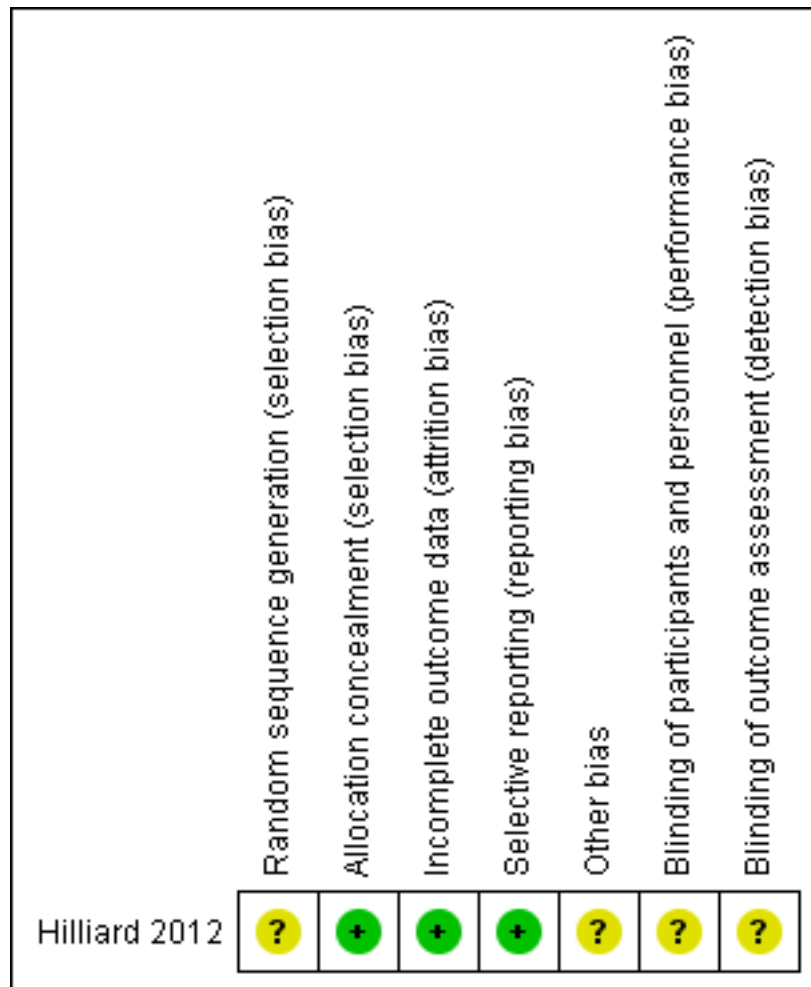 Random sequence generation (selection bias)
Allocation concealment (selection bias)
Incomplete outcome data (attrition bias)
Selective reporting (reporting bias)
Other bias
Blinding of participants and personnel (performance bias)
Blinding of outcome assessment (detection bias)
Hilliard 2012 ? + + + ? ? ?